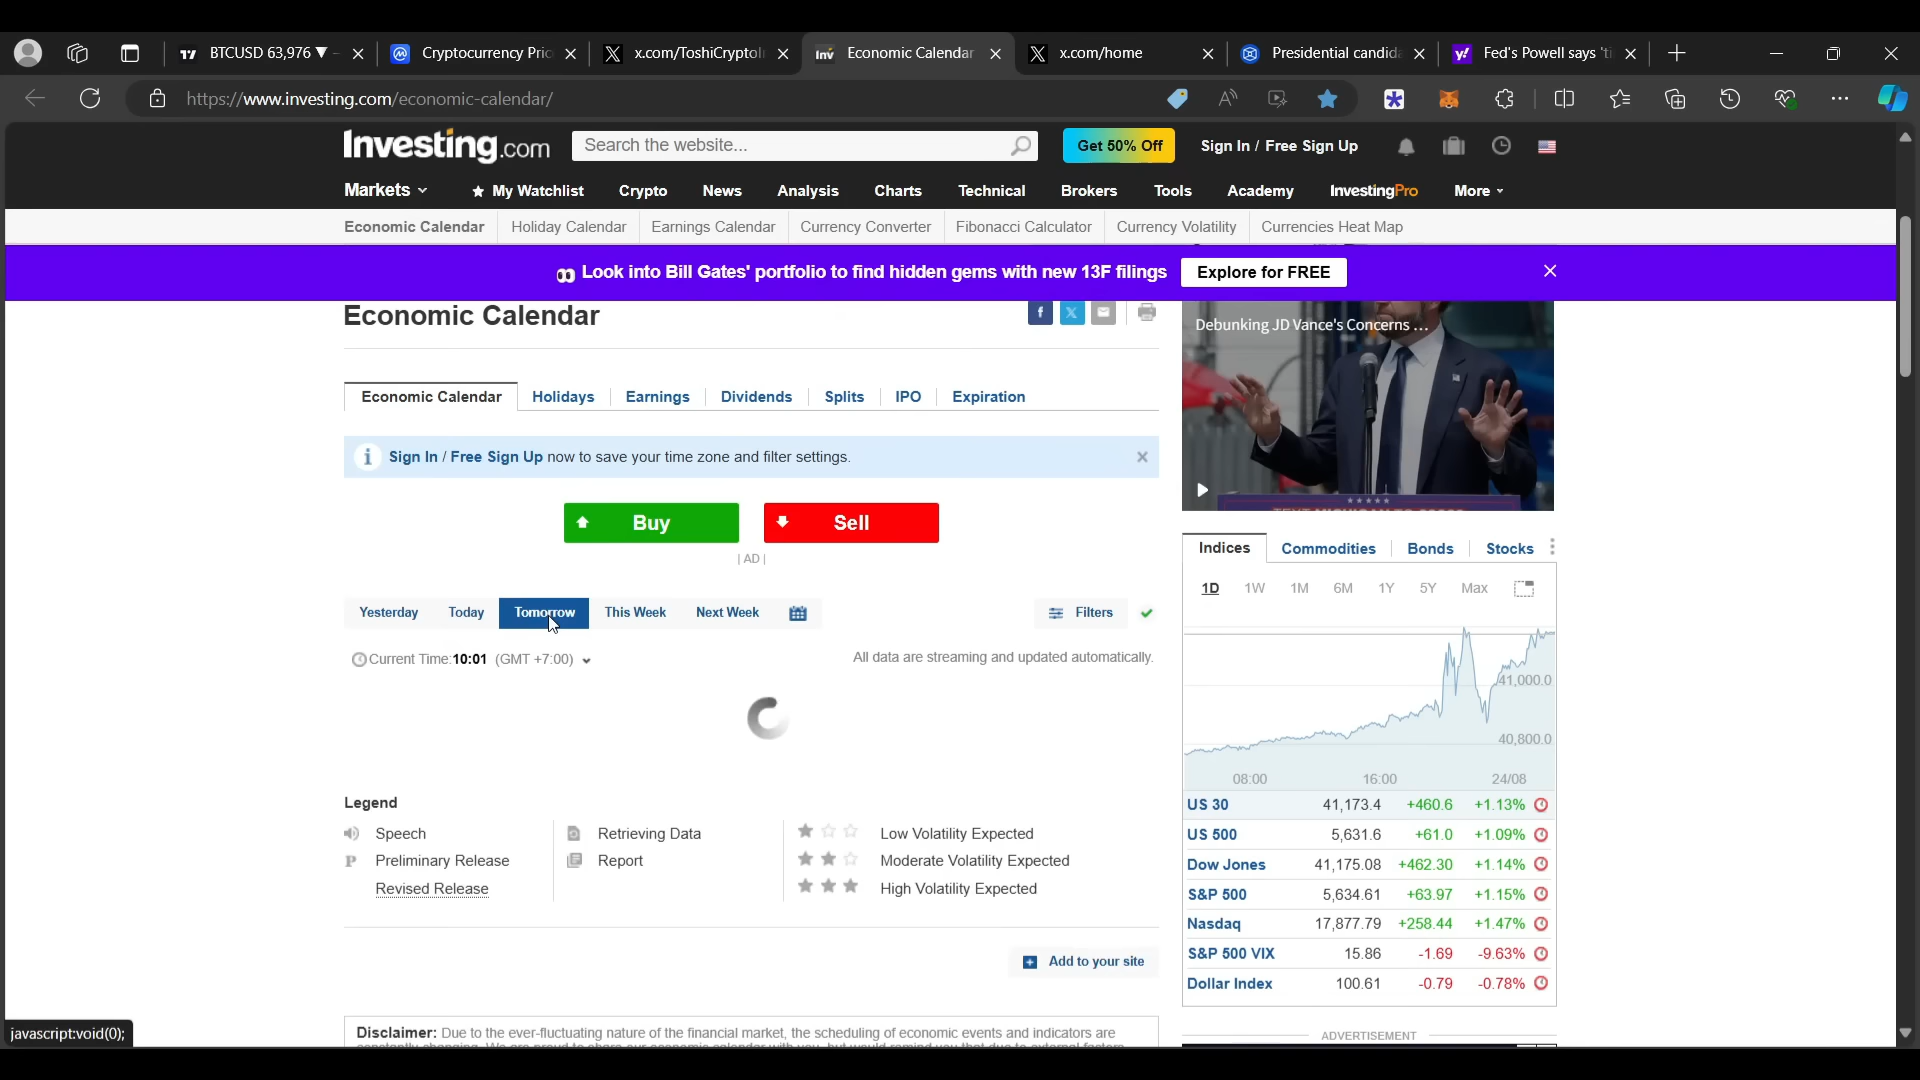 BTCUSD 63,976 ▼ -
Cryptocurrency Pric
x.com/ToshiCryptoI
Economic Calendar
x.com/home
Presidential candida
Fed's Powell says 'ti
https://www.investing.com/economic-calendar/
Investing.com
Search the website...
Get 50% Off
Sign In / Free Sign Up
Markets
My Watchlist
Crypto
News
Analysis
Charts
Technical
Brokers
Tools
Academy
InvestingPro
More
Economic Calendar
Holiday Calendar
Earnings Calendar
Currency Converter
Fibonacci Calculator
Currency Volatility
Currencies Heat Map
Look into Bill Gates' portfolio to find hidden gems with new 13F filings
Explore for FREE
Economic Calendar
Debunking JD Vance's Concerns ...
Economic Calendar
Holidays
Earnings
Dividends
Splits
IPO
Expiration
Sign In / Free Sign Up now to save your time zone and filter settings.
Buy
Sell
| AD |
Yesterday
Today
Tomorrow
This Week
Next Week
Filters
Current Time:10:01 (GMT +7:00)
All data are streaming and updated automatically.
Legend
Speech
Preliminary Release
Revised Release
Retrieving Data
Report
Low Volatility Expected
Moderate Volatility Expected
High Volatility Expected
Add to your site
Indices
Commodities
Bonds
Stocks
1D 1W 1M 6M 1Y 5Y Max
41,000.0
40,800.0
08:00 16:00 24/08
US 30 41,173.4 +460.6 +1.13%
US 500 5,631.6 +61.0 +1.09%
Dow Jones 41,175.08 +462.30 +1.14%
S&P 500 5,634.61 +63.97 +1.15%
Nasdaq 17,877.79 +258.44 +1.47%
S&P 500 VIX 15.86 -1.69 -9.63%
Dollar Index 100.61 -0.79 -0.78%
ADVERTISEMENT
Disclaimer: Due to the ever-fluctuating nature of the financial market, the scheduling of economic events and indicators are
javascript:void(0);